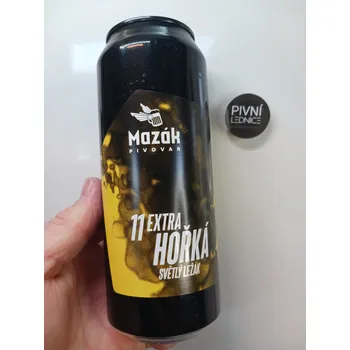 Mazák
PIVOVAR
11 EXTRA
HOŘKÁ
SVĚTLÝ LEŽÁK
PIVNÍ
LEDNICE